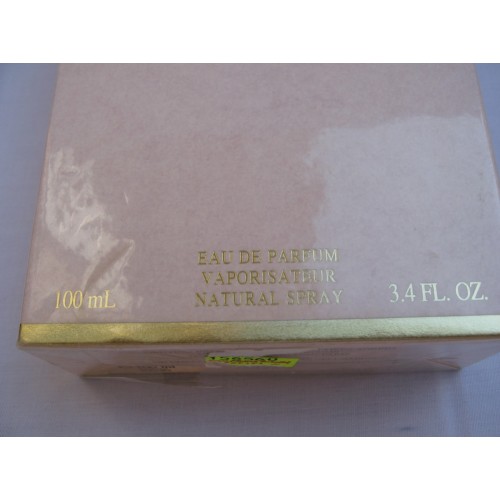 EAU DE PARFUM
VAPORISATEUR
NATURAL SPRAY
100 mL
3.4 FL. OZ.